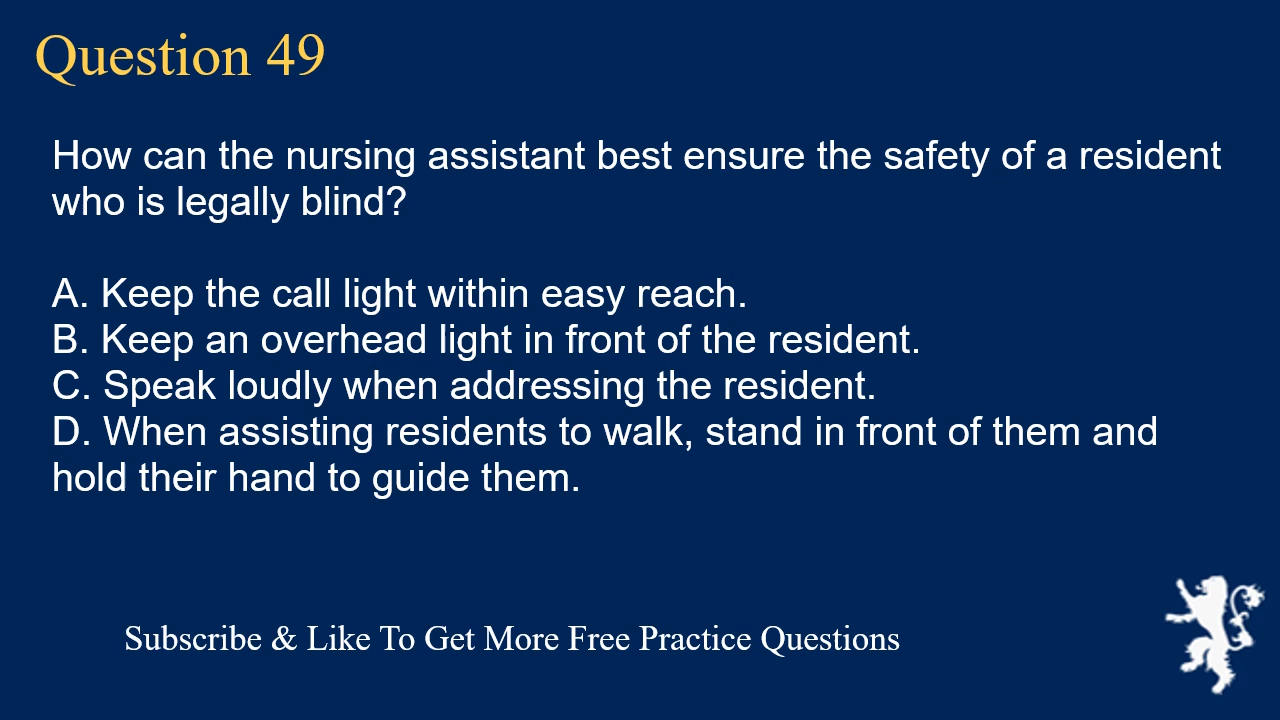 Question 49
How can the nursing assistant best ensure the safety of a resident
who is legally blind?
A. Keep the call light within easy reach.
B. Keep an overhead light in front of the resident.
C. Speak loudly when addressing the resident.
D. When assisting residents to walk, stand in front of them and
hold their hand to guide them.
Subscribe & Like To Get More Free Practice Questions